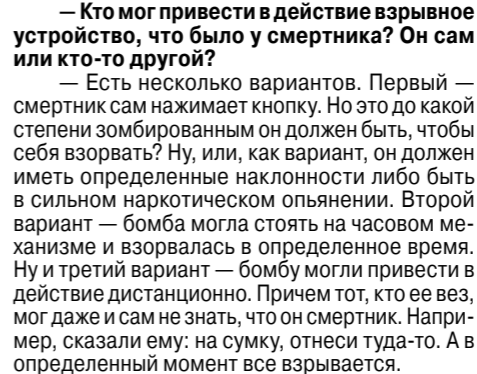 — Кто мог привести в действие взрывное
устройство, что было у смертника? Он сам
или кто-то другой?
— Есть несколько вариантов. Первый —
смертник сам нажимает кнопку. Но это до какой
степени зомбированным он должен быть, чтобы
себя взорвать? Ну, или, как вариант, он должен
иметь определенные наклонности либо быть
в сильном наркотическом опьянении. Второй
вариант — бомба могла стоять на часовом ме-
ханизме и взорвалась в определенное время.
Ну и третий вариант — бомбу могли привести в
действие дистанционно. Причем тот, кто ее вез,
мог даже и сам не знать, что он смертник. Напри-
мер, сказали ему: на сумку, отнеси туда-то. А в
определенный момент все взрывается.